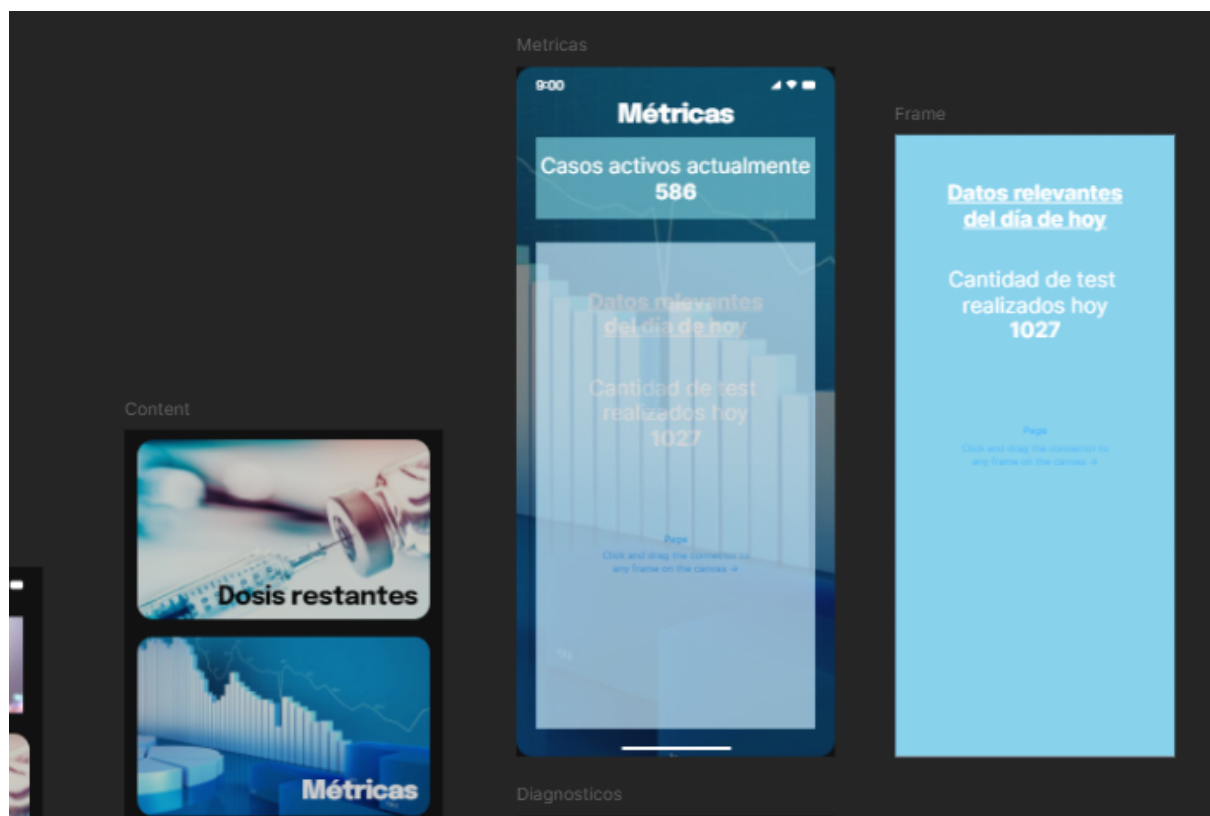 Metricas
9:00
Métricas
Casos activos actualmente
586
Datos relevantes
del día de hoy
Cantidad de test
realizados hoy
1027
Page
Click and drag the connector to
any frame on the canvas →
Frame
Datos relevantes
del día de hoy
Cantidad de test
realizados hoy
1027
Page
Click and drag the connector to
any frame on the canvas →
Content
Dosis restantes
Métricas
Diagnosticos